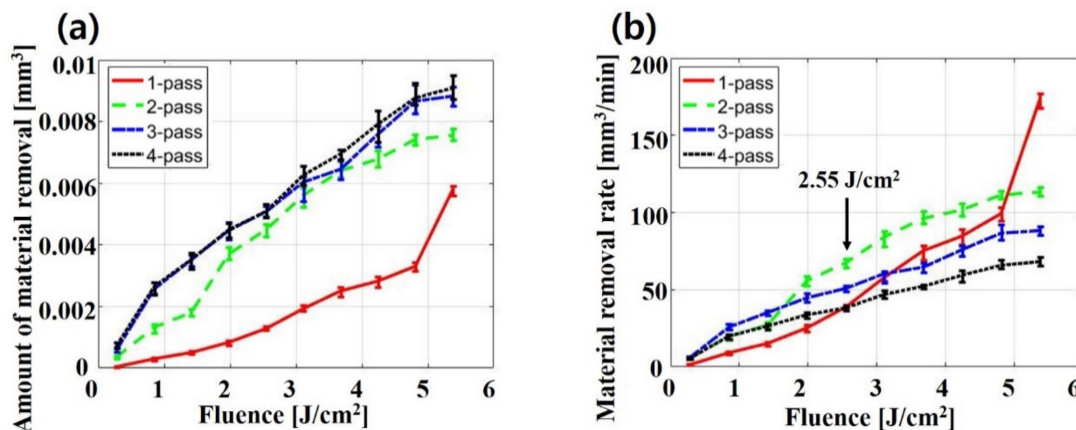 (a)
Amount of material removal [mm³]
0.01
0.008
0.006
0.004
0.002
0
1-pass
2-pass
3-pass
4-pass
0 1 2 3 4 5 6
Fluence [J/cm²]
(b)
Material removal rate [mm³/min]
200
150
100
50
0
1-pass
2-pass
3-pass
4-pass
2.55 J/cm²
0 1 2 3 4 5 6
Fluence [J/cm²]